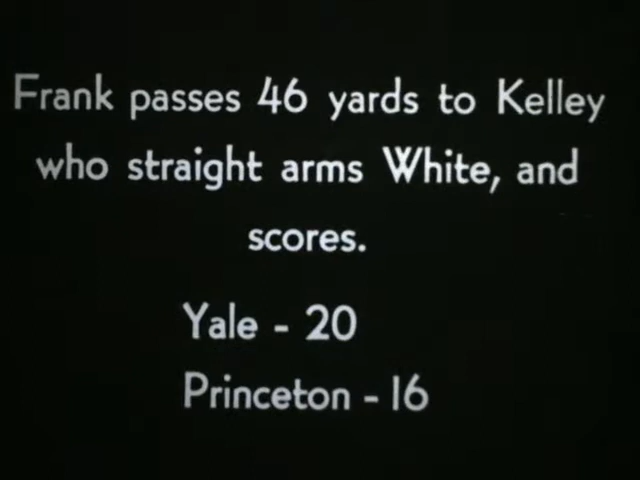 Frank passes 46 yards to Kelley
who straight arms White, and
scores.
Yale - 20
Princeton - 16